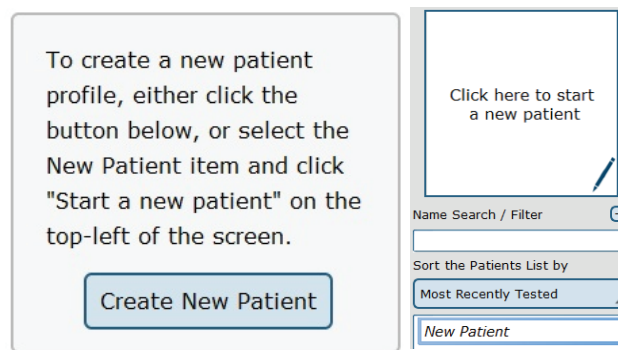 To create a new patient
profile, either click the
button below, or select the
New Patient item and click
"Start a new patient" on the
top-left of the screen.
Create New Patient
Click here to start
a new patient
Name Search / Filter
Sort the Patients List by
Most Recently Tested
New Patient